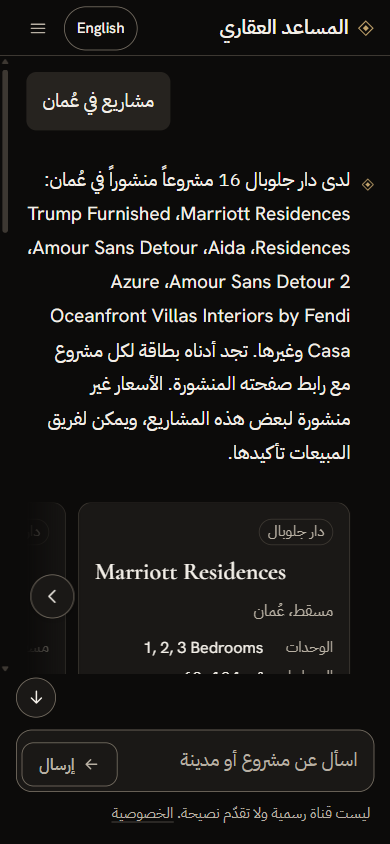 المساعد العقاري
English
مشاريع في عُمان
لدى دار جلوبال 16 مشروعاً منشوراً في عُمان:
Trump Furnished ،Marriott Residences
،Amour Sans Detour ،Aida ،Residences
Azure ،Amour Sans Detour 2
Oceanfront Villas Interiors by Fendi
Casa وغيرها. تجد أدناه بطاقة لكل مشروع
مع رابط صفحته المنشورة. الأسعار غير
منشورة لبعض هذه المشاريع، ويمكن لفريق
المبيعات تأكيدها.
دار جلوبال
Marriott Residences
مسقط، عُمان
الوحدات 1, 2, 3 Bedrooms
اسأل عن مشروع أو مدينة
إرسال
ليست قناة رسمية ولا تقدّم نصيحة. الخصوصية